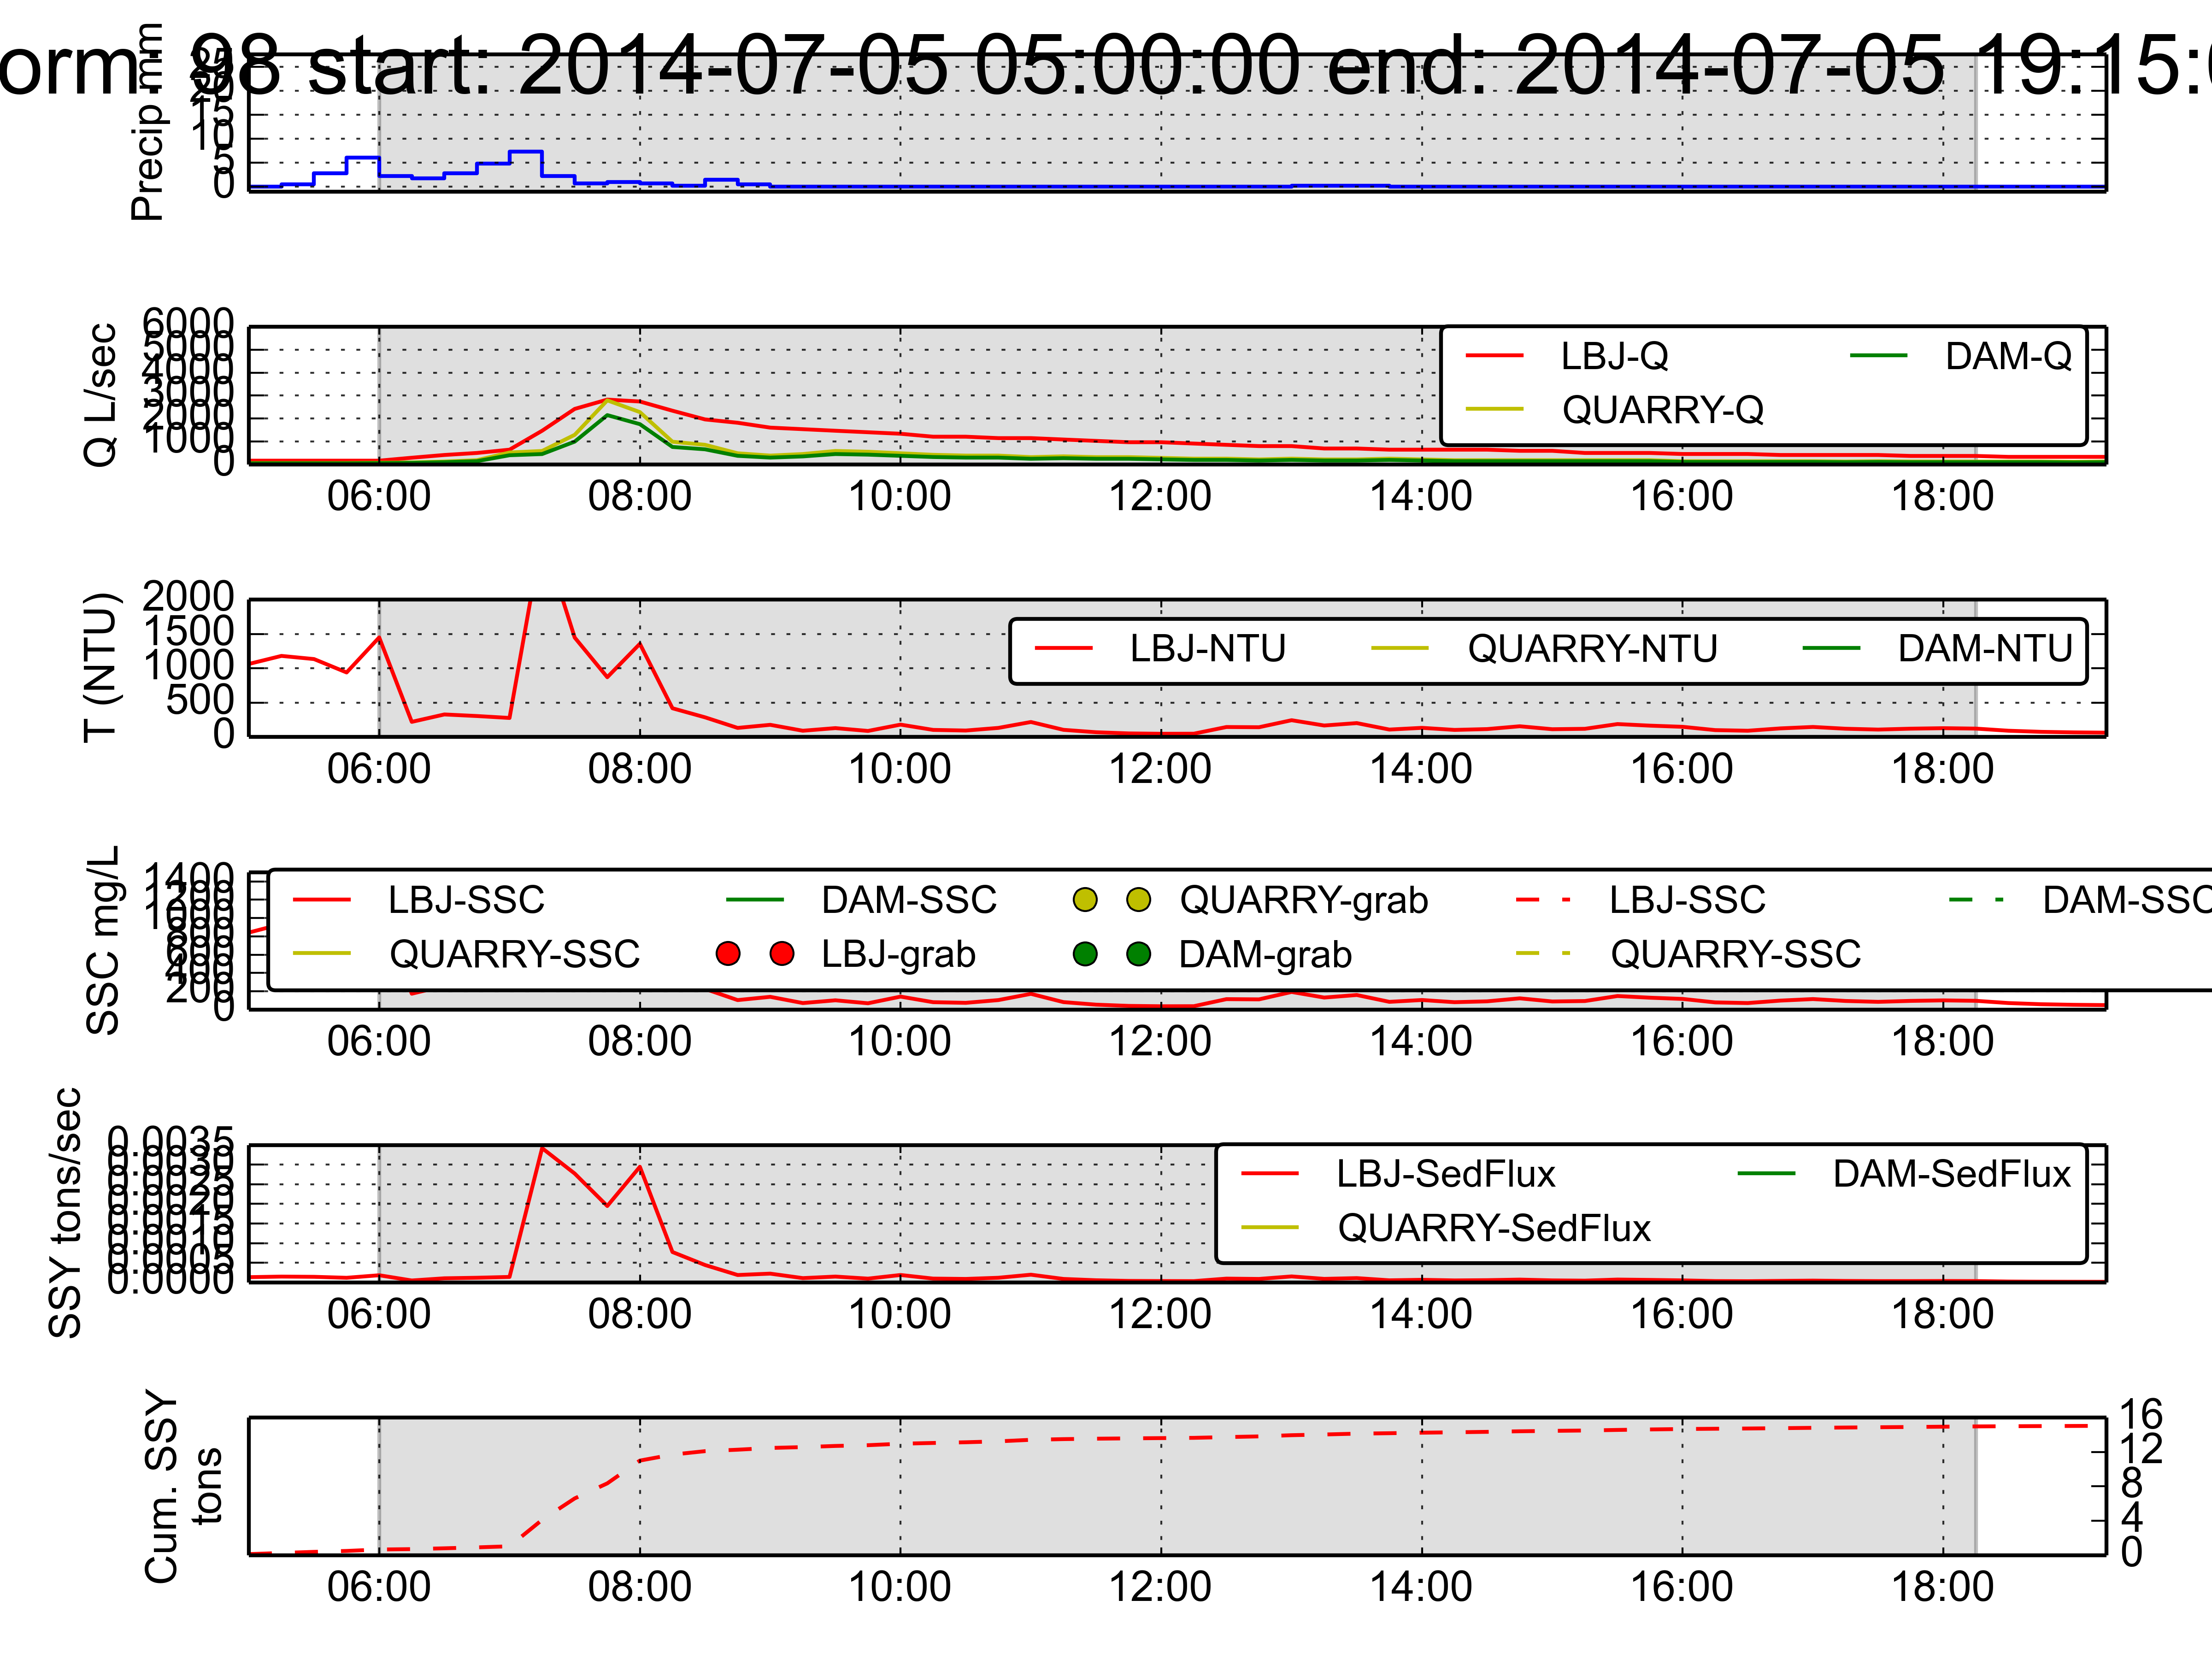 orm: 98 start: 2014-07-05 05:00:00 end: 2014-07-05 19:15:0
Precip mm
25
20
15
10
5
0
Q L/sec
6000
5000
4000
3000
2000
1000
0
LBJ-Q DAM-Q
QUARRY-Q
06:00 08:00 10:00 12:00 14:00 16:00 18:00
T (NTU)
2000
1500
1000
500
0
LBJ-NTU QUARRY-NTU DAM-NTU
06:00 08:00 10:00 12:00 14:00 16:00 18:00
SSC mg/L
1400
1200
1000
800
600
400
200
0
LBJ-SSC DAM-SSC QUARRY-grab LBJ-SSC DAM-SSC
QUARRY-SSC LBJ-grab DAM-grab QUARRY-SSC
06:00 08:00 10:00 12:00 14:00 16:00 18:00
SSY tons/sec
0.0035
0.0030
0.0025
0.0020
0.0015
0.0010
0.0005
0.0000
LBJ-SedFlux DAM-SedFlux
QUARRY-SedFlux
06:00 08:00 10:00 12:00 14:00 16:00 18:00
Cum. SSY
tons
16
12
8
4
0
06:00 08:00 10:00 12:00 14:00 16:00 18:00